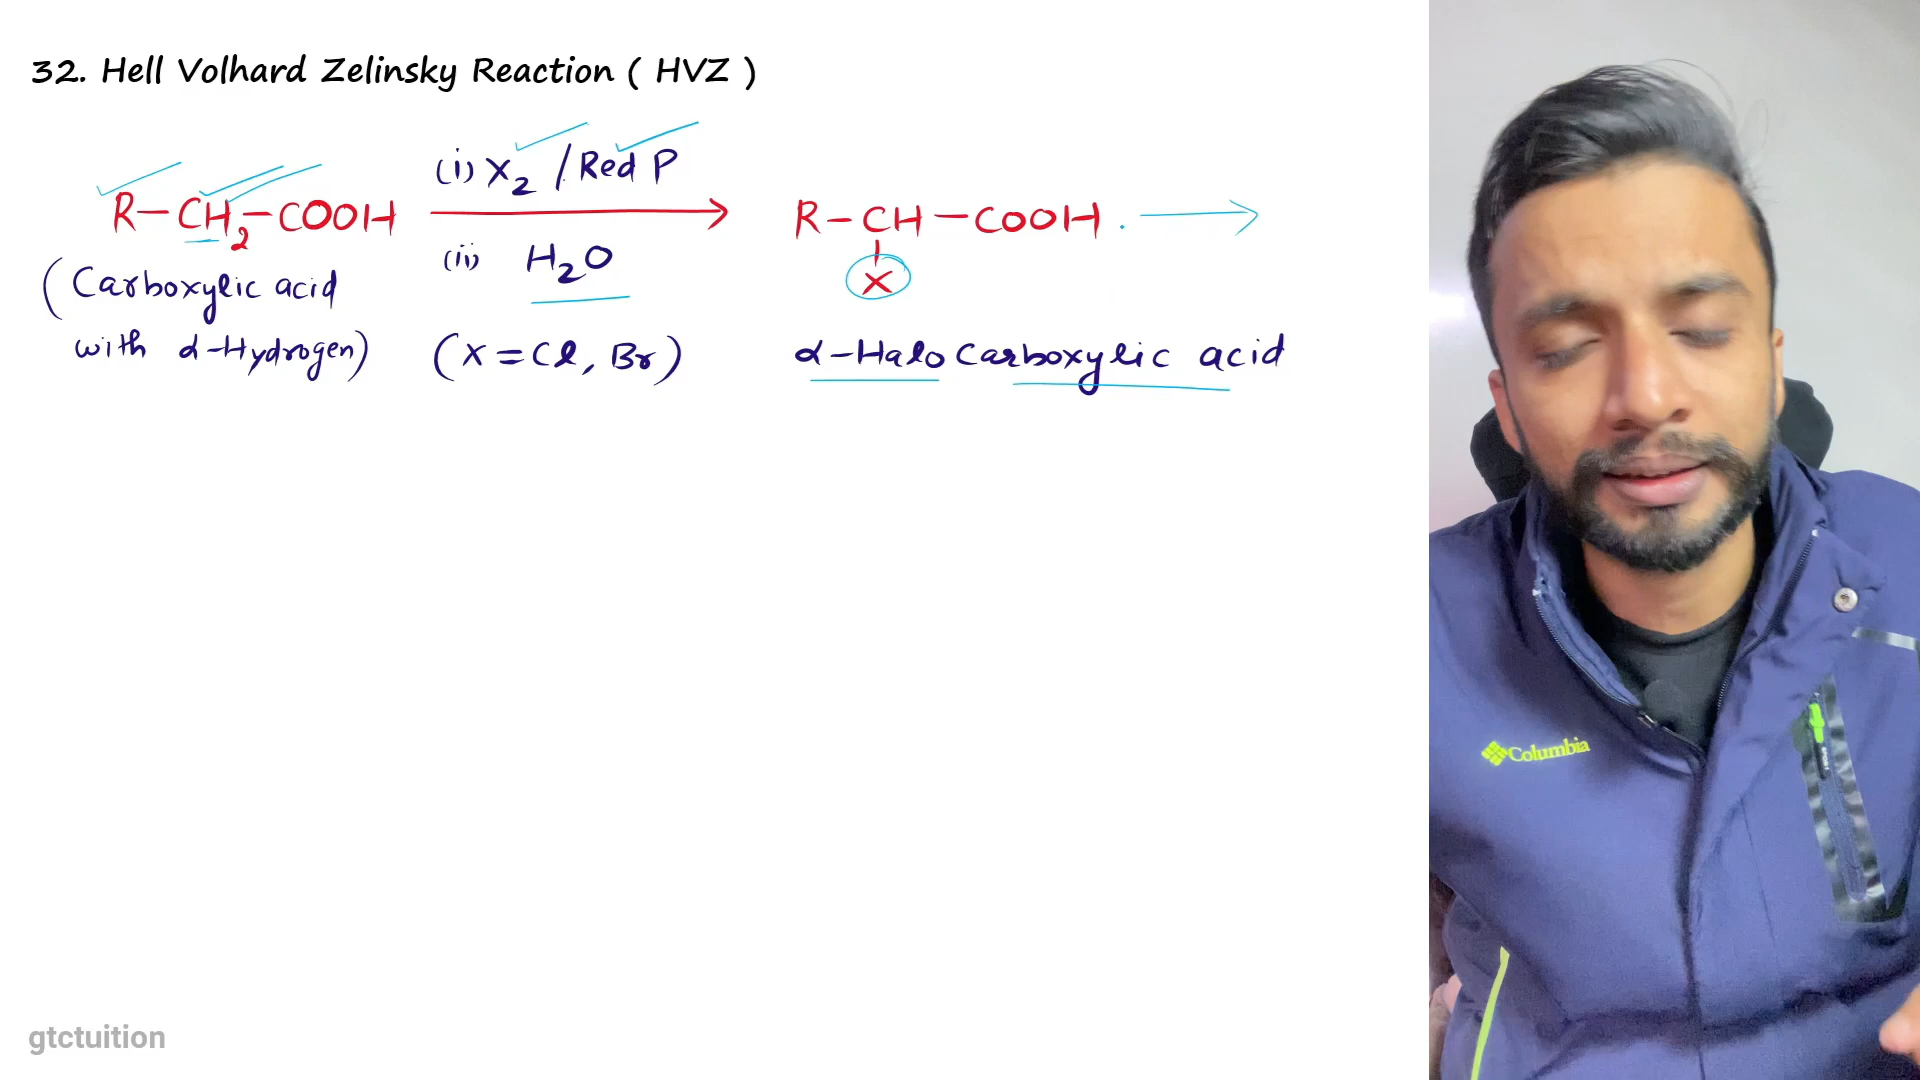 32. Hell Volhard Zelinsky Reaction ( HVZ )
(i) X₂ / Red P
R–CH₂–COOH
R–CH–COOH
X
(ii) H₂O
(Carboxylic acid
with α-Hydrogen)
(X = Cl, Br)
α-Halo Carboxylic acid
Columbia
gtctuition